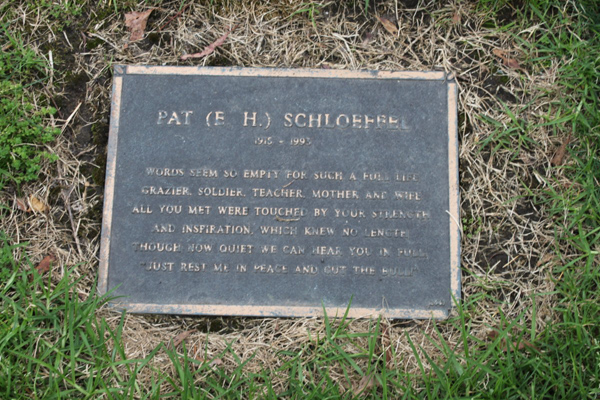 PAT (E. H.) SCHLOEFFEL
1915 - 1993
WORDS SEEM SO EMPTY FOR SUCH A FULL LIFE
GRAZIER, SOLDIER, TEACHER, MOTHER AND WIFE
ALL YOU MET WERE TOUCHED BY YOUR STRENGTH
AND INSPIRATION, WHICH KNEW NO LENGTH
THOUGH NOW QUIET WE CAN HEAR YOU IN FULL,
"JUST REST ME IN PEACE AND CUT THE BULL"